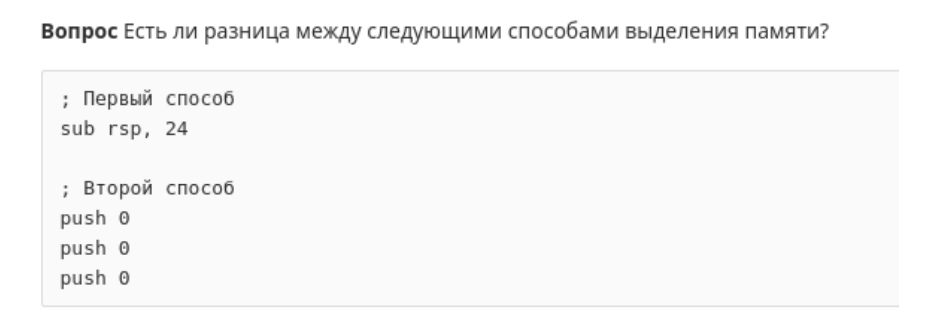 Вопрос Есть ли разница между следующими способами выделения памяти?
; Первый способ
sub rsp, 24
; Второй способ
push 0
push 0
push 0